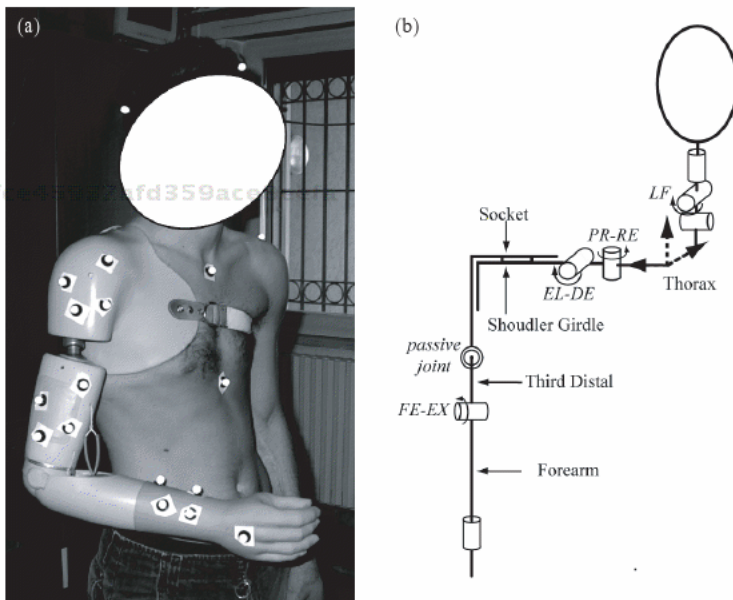 (a)
(b)
LF
Socket
PR-RE
EL-DE
Thorax
Shoudler Girdle
passive
joint
Third Distal
FE-EX
Forearm